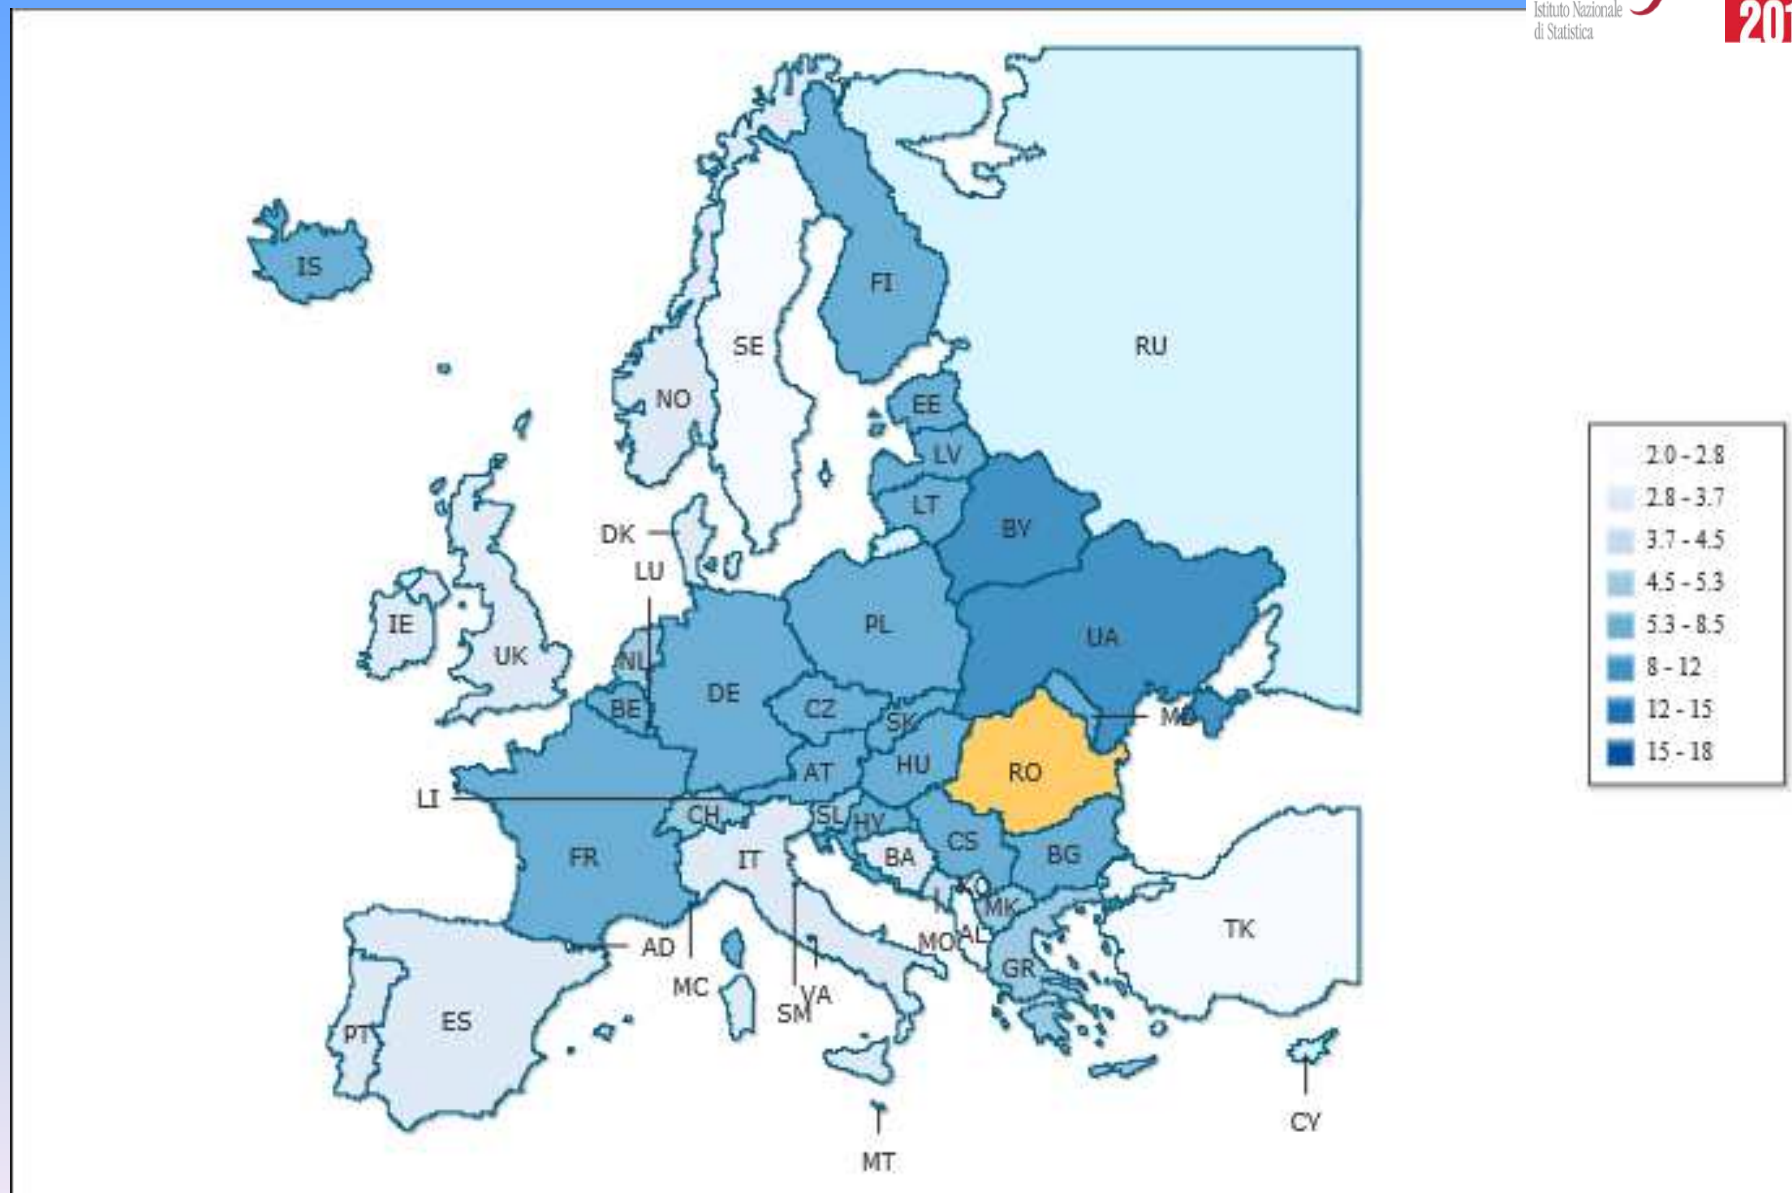 Istituto Nazionale
di Statistica
IS
FI
SE
RU
NO
EE
LV
LT
BY
DK
LU
IE
UK
NL
PL
UA
BE
DE
CZ
SK
AT
HU
RO
LI
CH
SL
HY
CS
BG
FR
IT
BA
MK
AL
MO
GR
TK
AD
MC
SM
VA
PT
ES
CY
MT
2.0 - 2.8
2.8 - 3.7
3.7 - 4.5
4.5 - 5.3
5.3 - 8.5
8 - 12
12 - 15
15 - 18